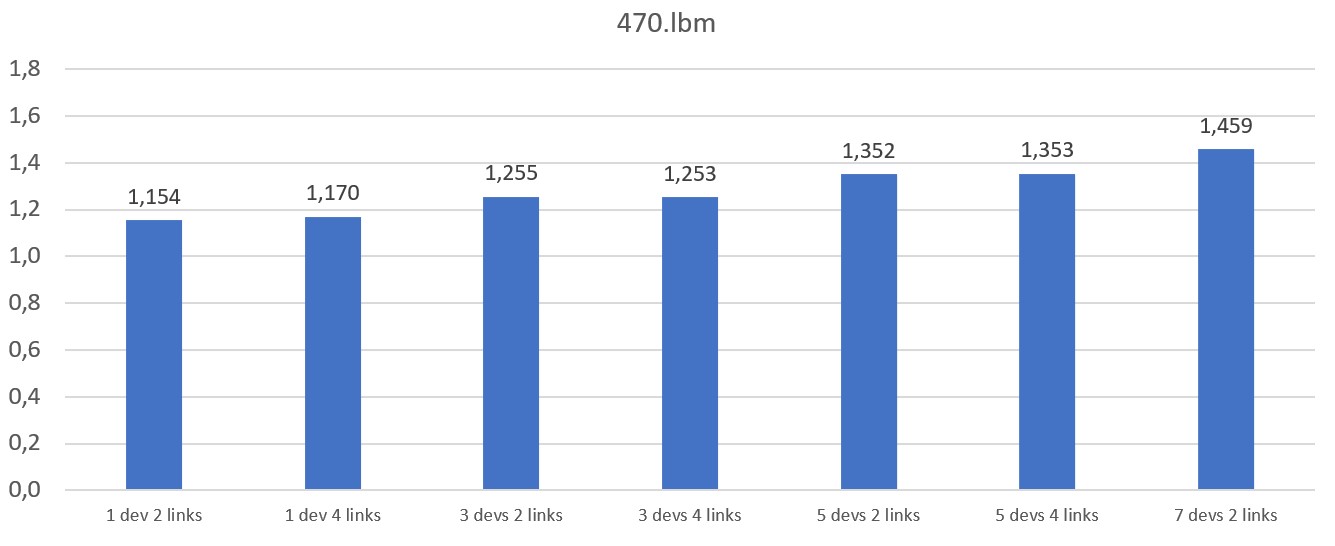 470.lbm
1,8
1,6
1,4
1,2
1,0
0,8
0,6
0,4
0,2
0,0
1,154
1,170
1,255
1,253
1,352
1,353
1,459
1 dev 2 links
1 dev 4 links
3 devs 2 links
3 devs 4 links
5 devs 2 links
5 devs 4 links
7 devs 2 links